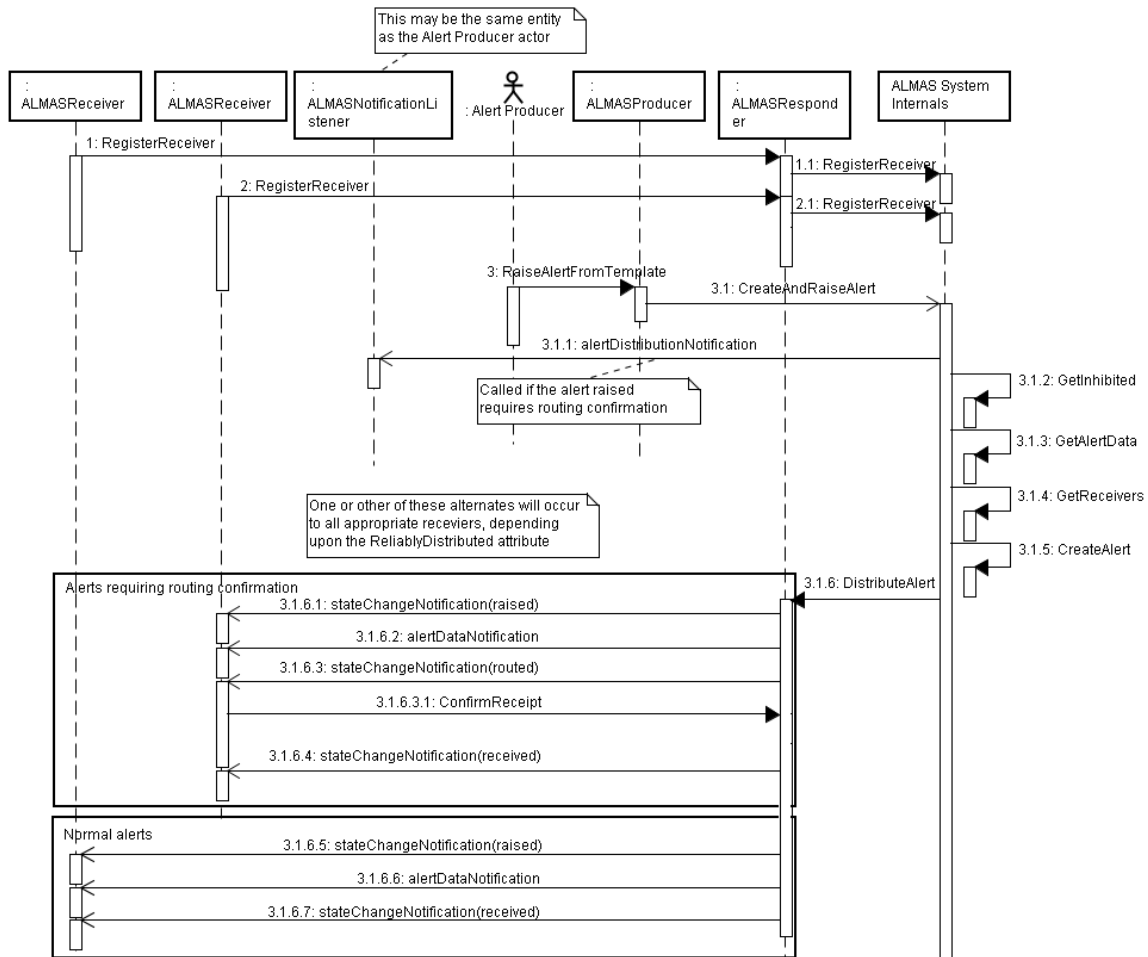 This may be the same entity
as the Alert Producer actor
:
ALMASReceiver
:
ALMASReceiver
:
ALMASNotificationLi
stener
: Alert Producer
:
ALMASProducer
:
ALMASRespond
er
ALMAS System
Internals
1: RegisterReceiver
1.1: RegisterReceiver
2: RegisterReceiver
2.1: RegisterReceiver
3: RaiseAlertFromTemplate
3.1: CreateAndRaiseAlert
3.1.1: alertDistributionNotification
Called if the alert raised
requires routing confirmation
3.1.2: GetInhibited
3.1.3: GetAlertData
3.1.4: GetReceivers
3.1.5: CreateAlert
One or other of these alternates will occur
to all appropriate receviers, depending
upon the ReliablyDistributed attribute
3.1.6: DistributeAlert
Alerts requiring routing confirmation
3.1.6.1: stateChangeNotification(raised)
3.1.6.2: alertDataNotification
3.1.6.3: stateChangeNotification(routed)
3.1.6.3.1: ConfirmReceipt
3.1.6.4: stateChangeNotification(received)
Normal alerts
3.1.6.5: stateChangeNotification(raised)
3.1.6.6: alertDataNotification
3.1.6.7: stateChangeNotification(received)